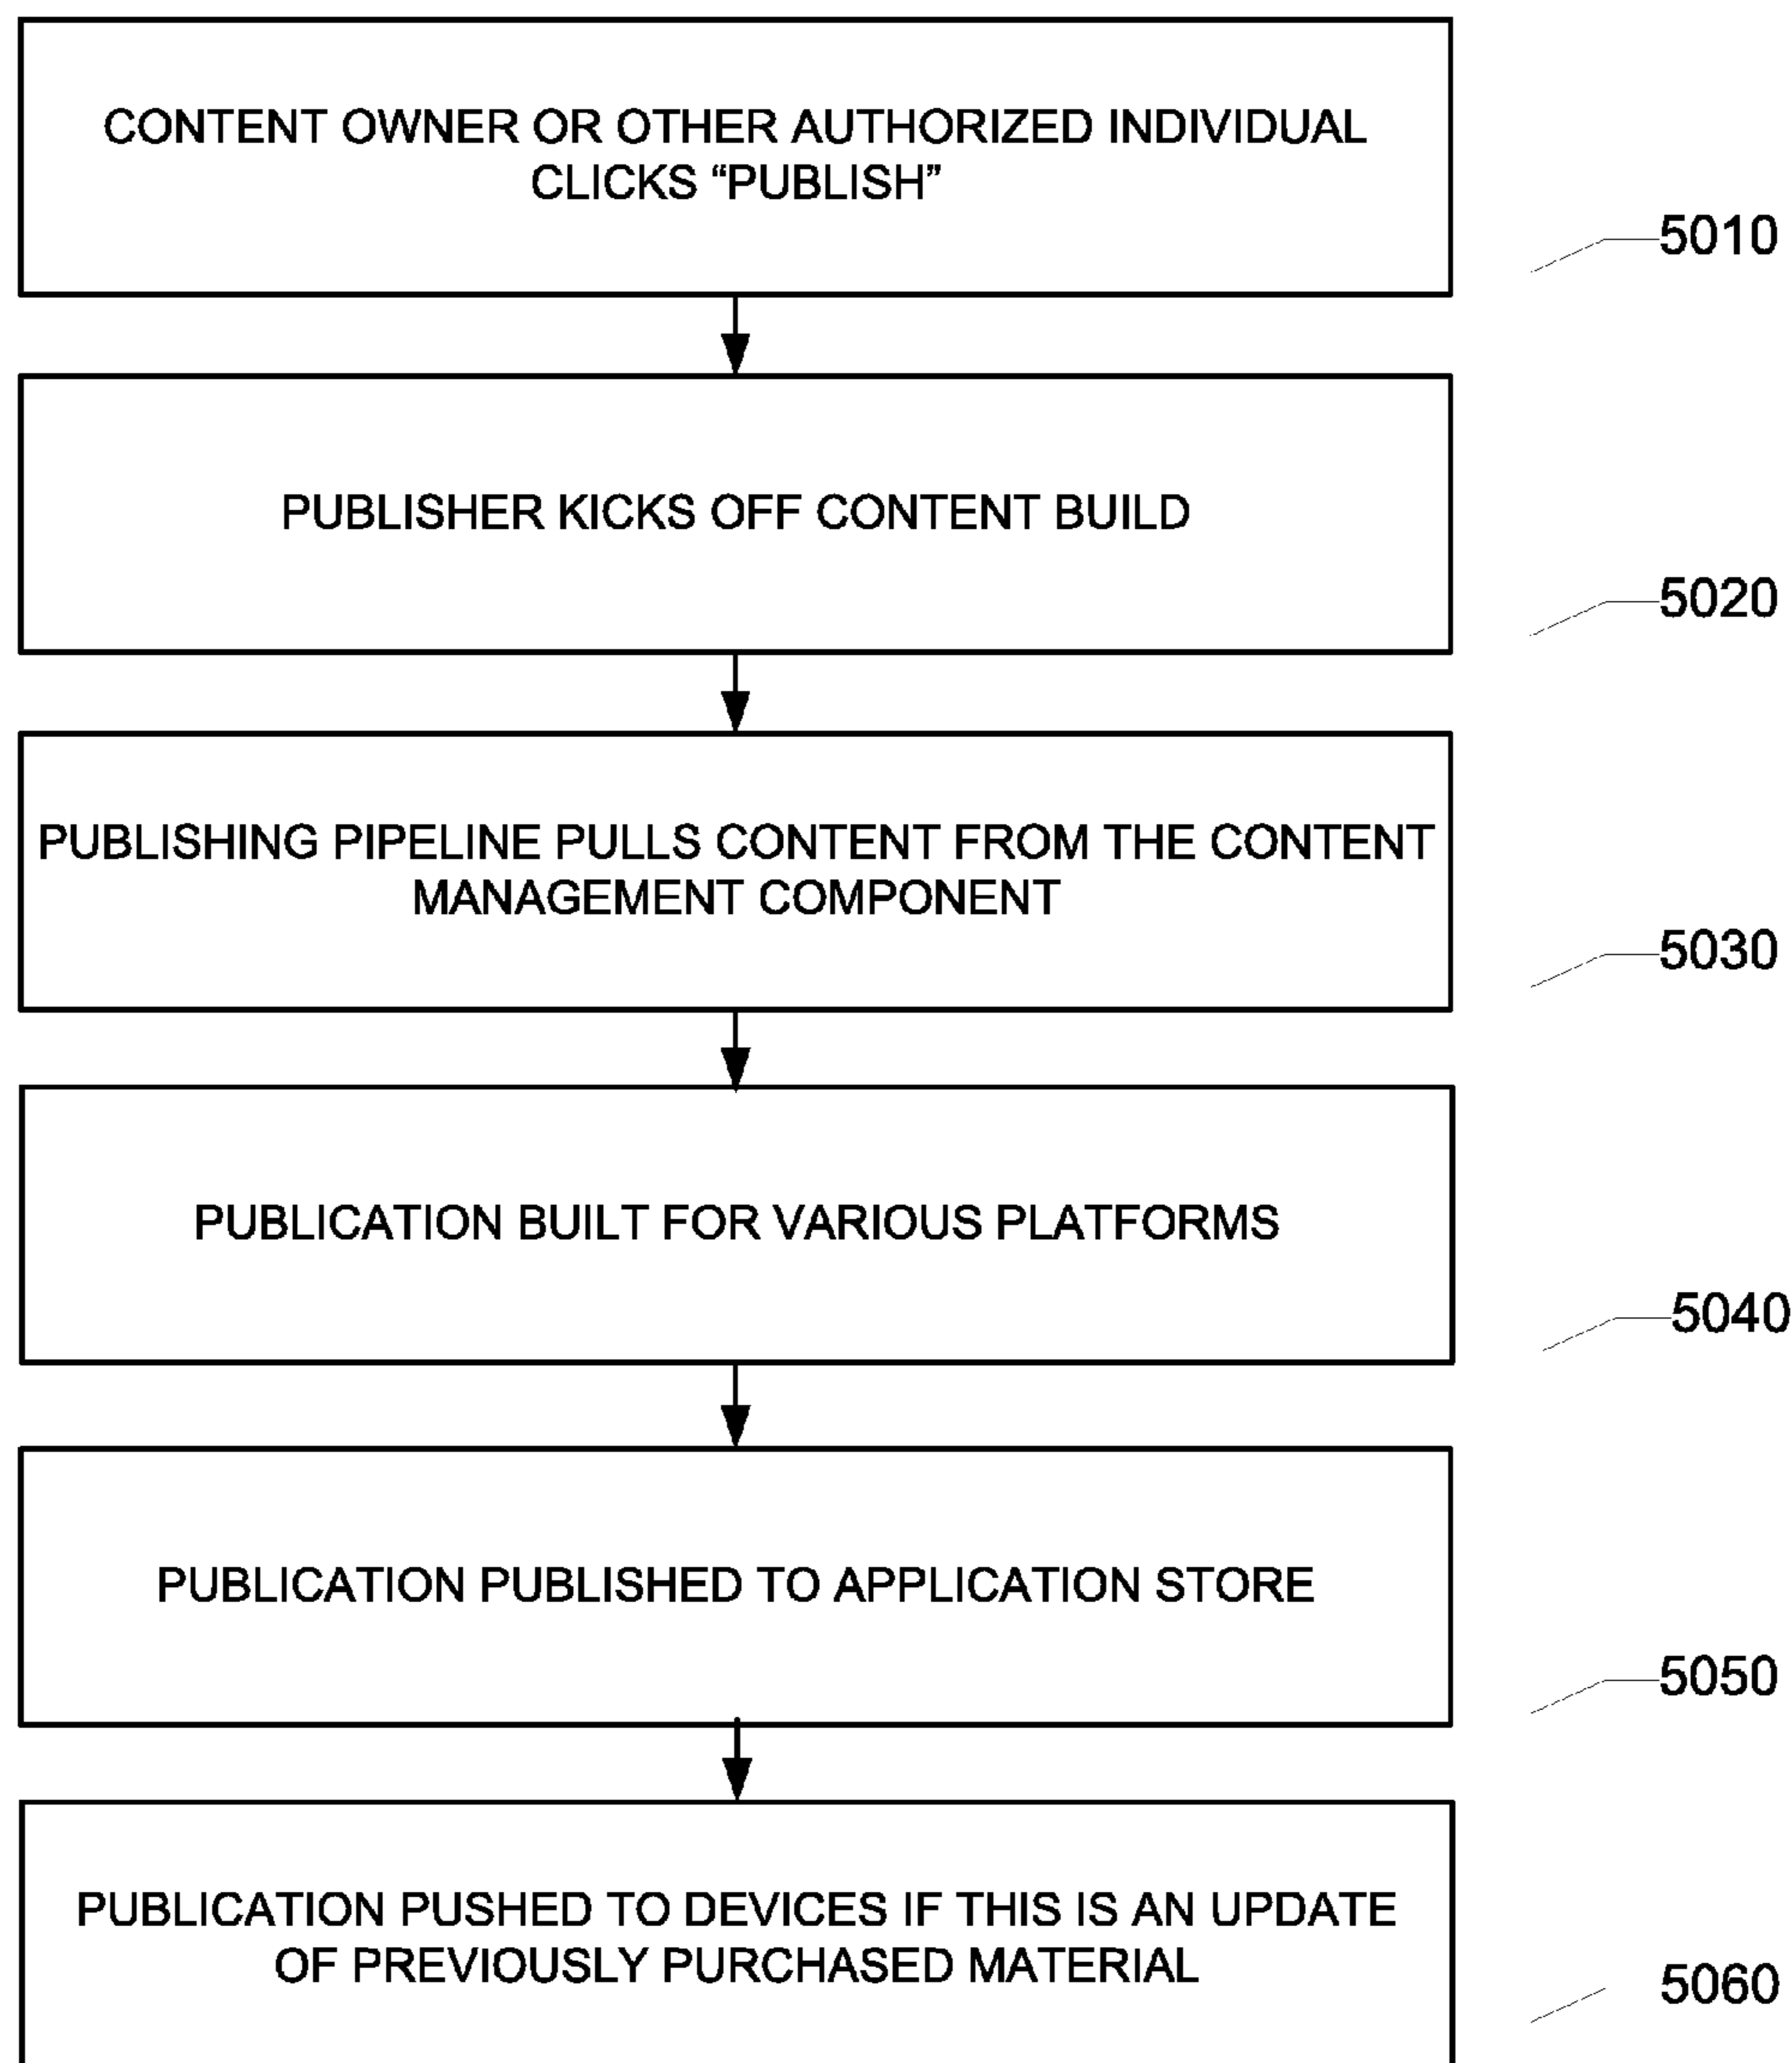 CONTENT OWNER OR OTHER AUTHORIZED INDIVIDUAL
CLICKS “PUBLISH”
5010
PUBLISHER KICKS OFF CONTENT BUILD
5020
PUBLISHING PIPELINE PULLS CONTENT FROM THE CONTENT
MANAGEMENT COMPONENT
5030
PUBLICATION BUILT FOR VARIOUS PLATFORMS
5040
PUBLICATION PUBLISHED TO APPLICATION STORE
5050
PUBLICATION PUSHED TO DEVICES IF THIS IS AN UPDATE
OF PREVIOUSLY PURCHASED MATERIAL
5060